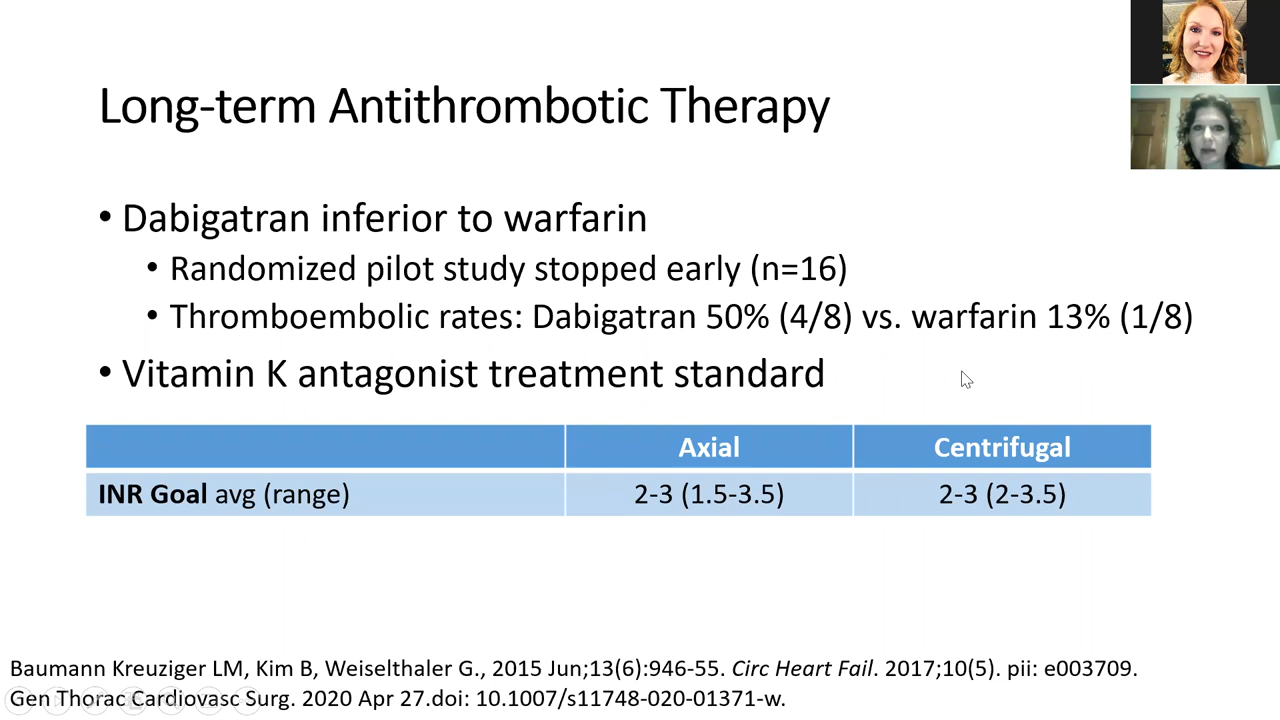 Long-term Antithrombotic Therapy
• Dabigatran inferior to warfarin
• Randomized pilot study stopped early (n=16)
• Thromboembolic rates: Dabigatran 50% (4/8) vs. warfarin 13% (1/8)
• Vitamin K antagonist treatment standard
Axial Centrifugal
INR Goal avg (range) 2-3 (1.5-3.5) 2-3 (2-3.5)
Baumann Kreuziger LM, Kim B, Weiselthaler G., 2015 Jun;13(6):946-55. Circ Heart Fail. 2017;10(5). pii: e003709.
Gen Thorac Cardiovasc Surg. 2020 Apr 27.doi: 10.1007/s11748-020-01371-w.